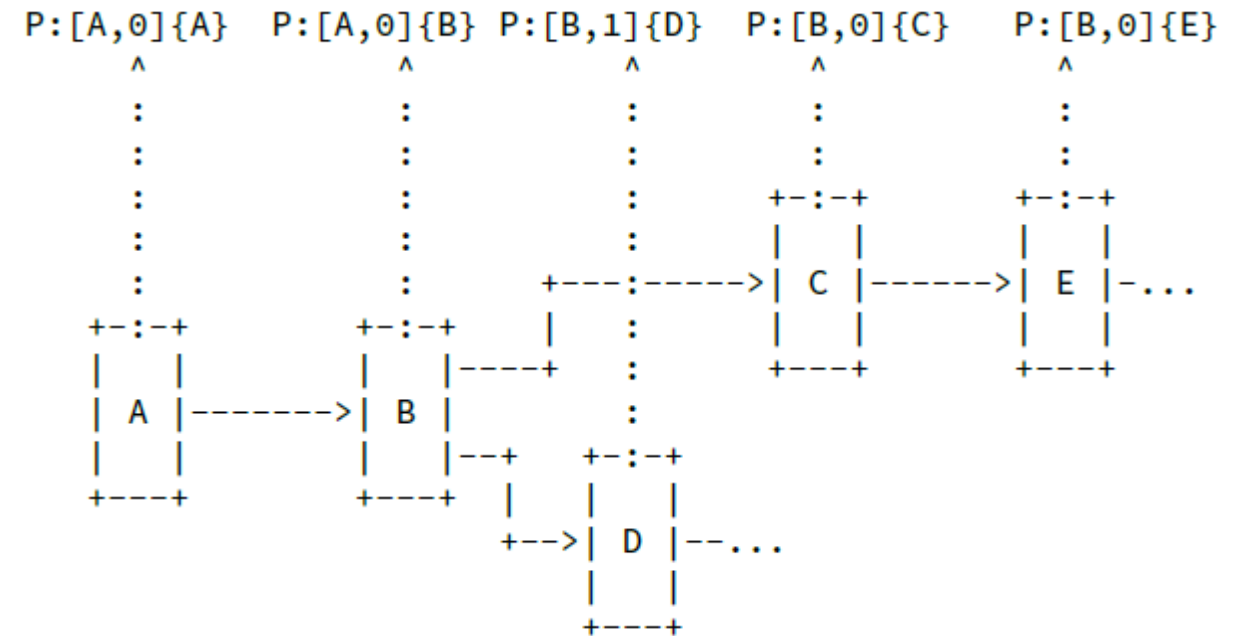 P:[A,0]{A}  P:[A,0]{B} P:[B,1]{D}  P:[B,0]{C}   P:[B,0]{E}
     ^            ^          ^        ^           ^
     :            :          :        :           :
     :            :          :        :           :
     :            :          :      +-:-+       +-:-+
     :            :          :      |   |       |   |
     :            :      +---:----->| C |------>| E |-...
   +-:-+        +-:-+    |   :      |   |       |   |
   |   |        |   |----+   :      +---+       +---+
   | A |------->| B |        :
   |   |        |   |--+   +-:-+
   +---+        +---+  |   |   |
                       +-->| D |--...
                           |   |
                           +---+